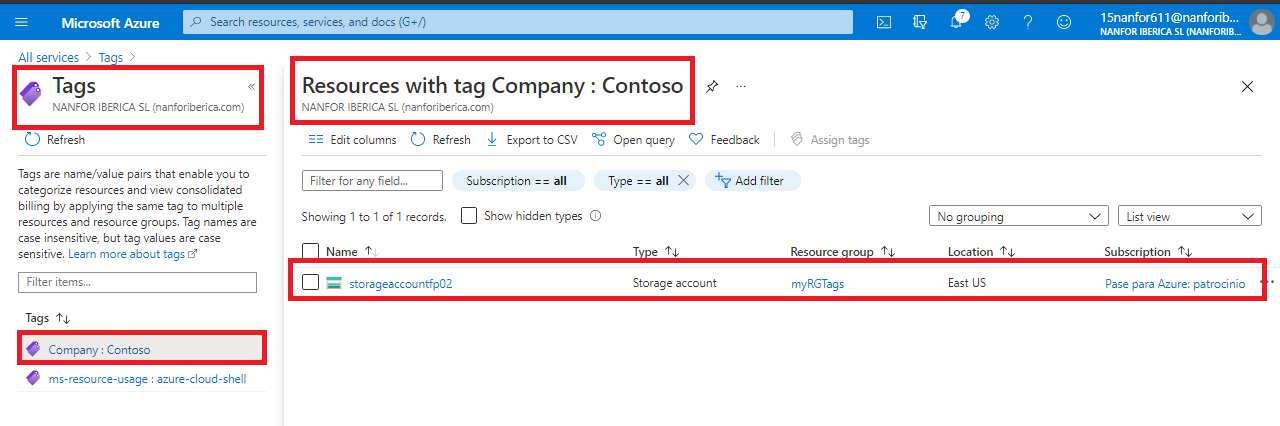 Microsoft Azure
Search resources, services, and docs (G+/)
7
15nanfor611@nanforib...
NANFOR IBERICA SL (NANFORIB...
All services > Tags >
Tags
«
NANFOR IBERICA SL (nanforiberica.com)
Refresh
Tags are name/value pairs that enable you to
categorize resources and view consolidated
billing by applying the same tag to multiple
resources and resource groups. Tag names are
case insensitive, but tag values are case
sensitive. Learn more about tags
Filter items...
Tags ↑↓
Company : Contoso
ms-resource-usage : azure-cloud-shell
Resources with tag Company : Contoso
...
NANFOR IBERICA SL (nanforiberica.com)
Edit columns Refresh Export to CSV Open query Feedback Assign tags
Filter for any field... Subscription == all Type == all Add filter
Showing 1 to 1 of 1 records. Show hidden types No grouping List view
Name ↑↓ Type ↑↓ Resource group ↑↓ Location ↑↓ Subscription ↑↓
storageaccountfp02 Storage account myRGTags East US Pase para Azure: patrocinio ...